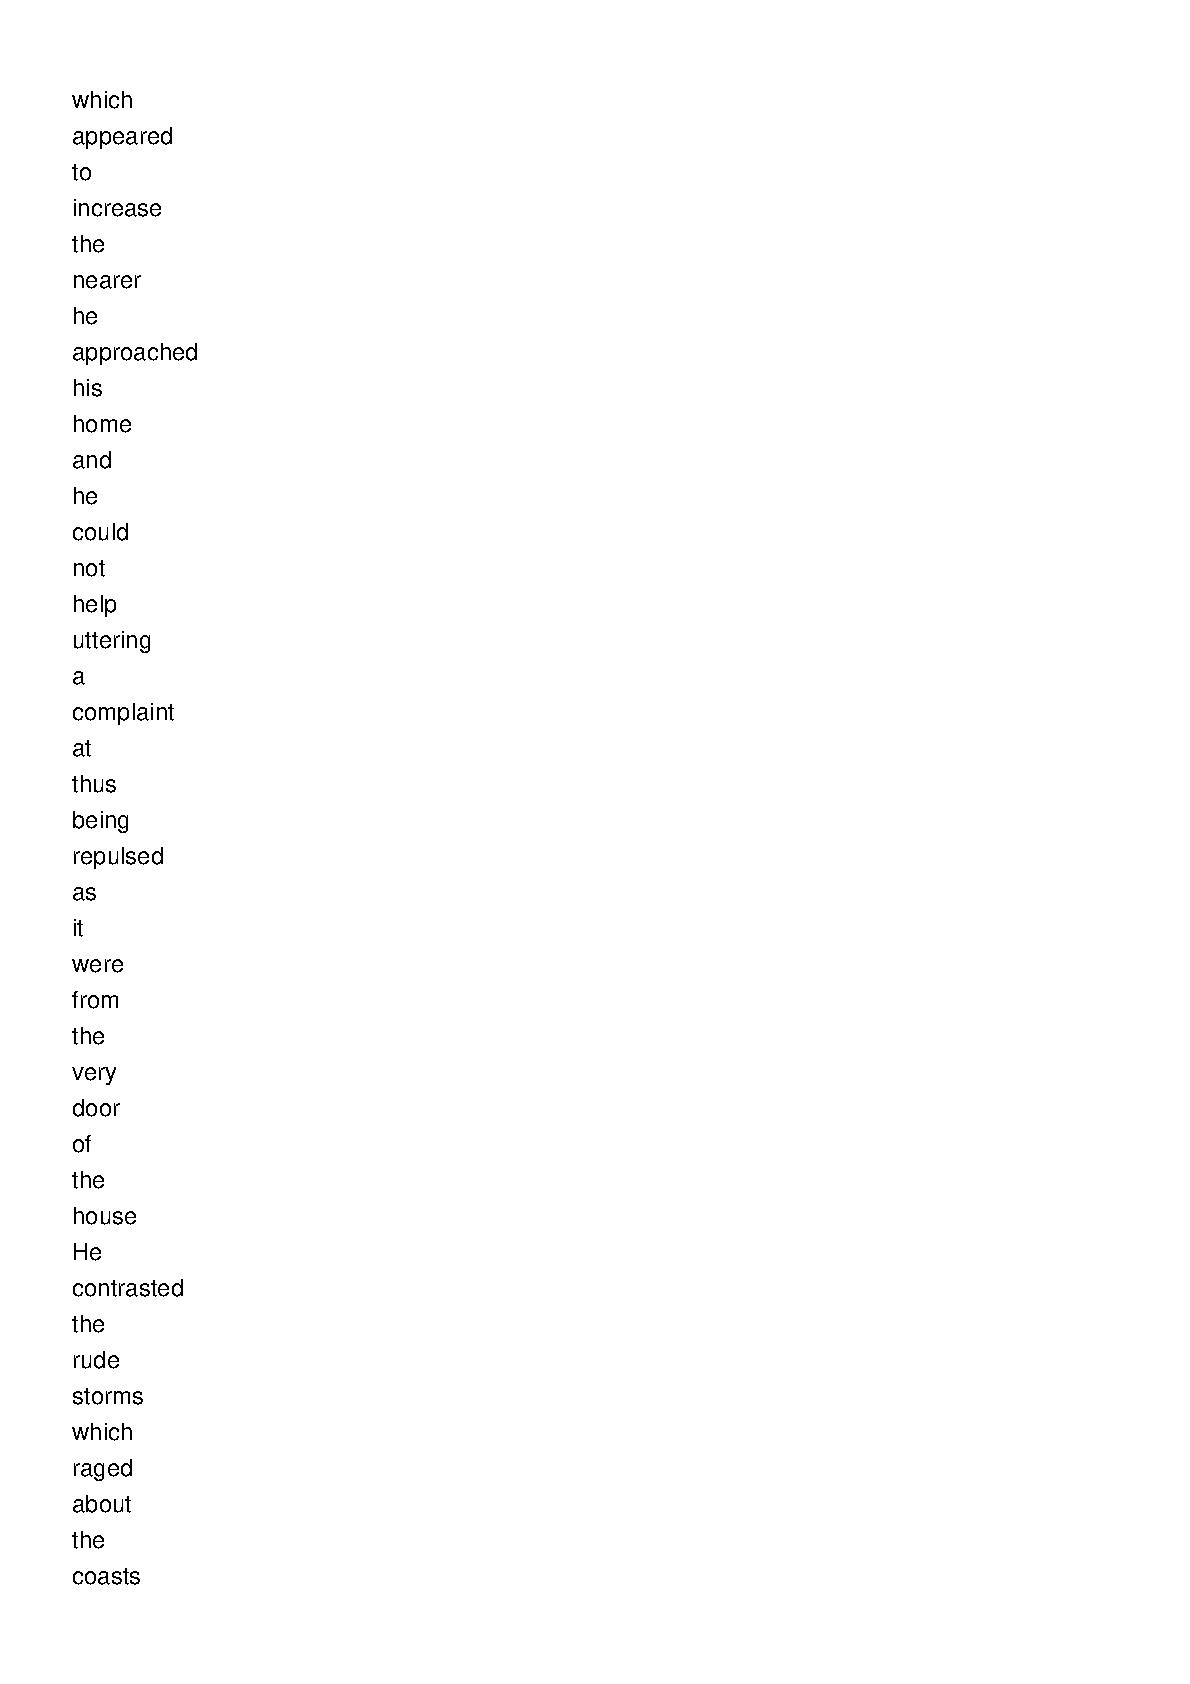 which
appeared
to
increase
the
nearer
he
approached
his
home
and
he
could
not
help
uttering
a
complaint
at
thus
being
repulsed
as
it
were
from
the
very
door
of
the
house
He
contrasted
the
rude
storms
which
raged
about
the
coasts